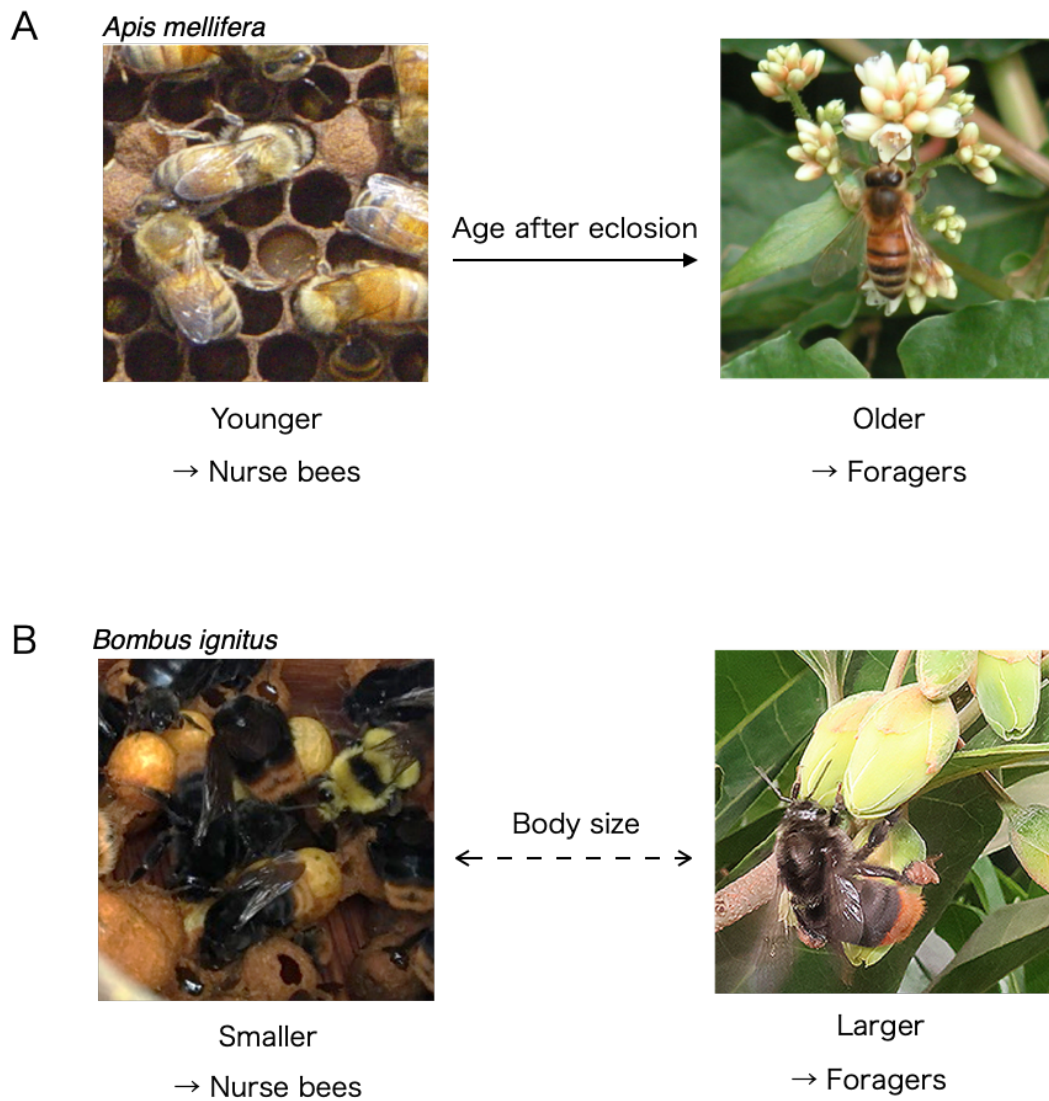 A
Apis mellifera
Age after eclosion
Younger
→ Nurse bees
Older
→ Foragers
B
Bombus ignitus
Body size
Smaller
→ Nurse bees
Larger
→ Foragers